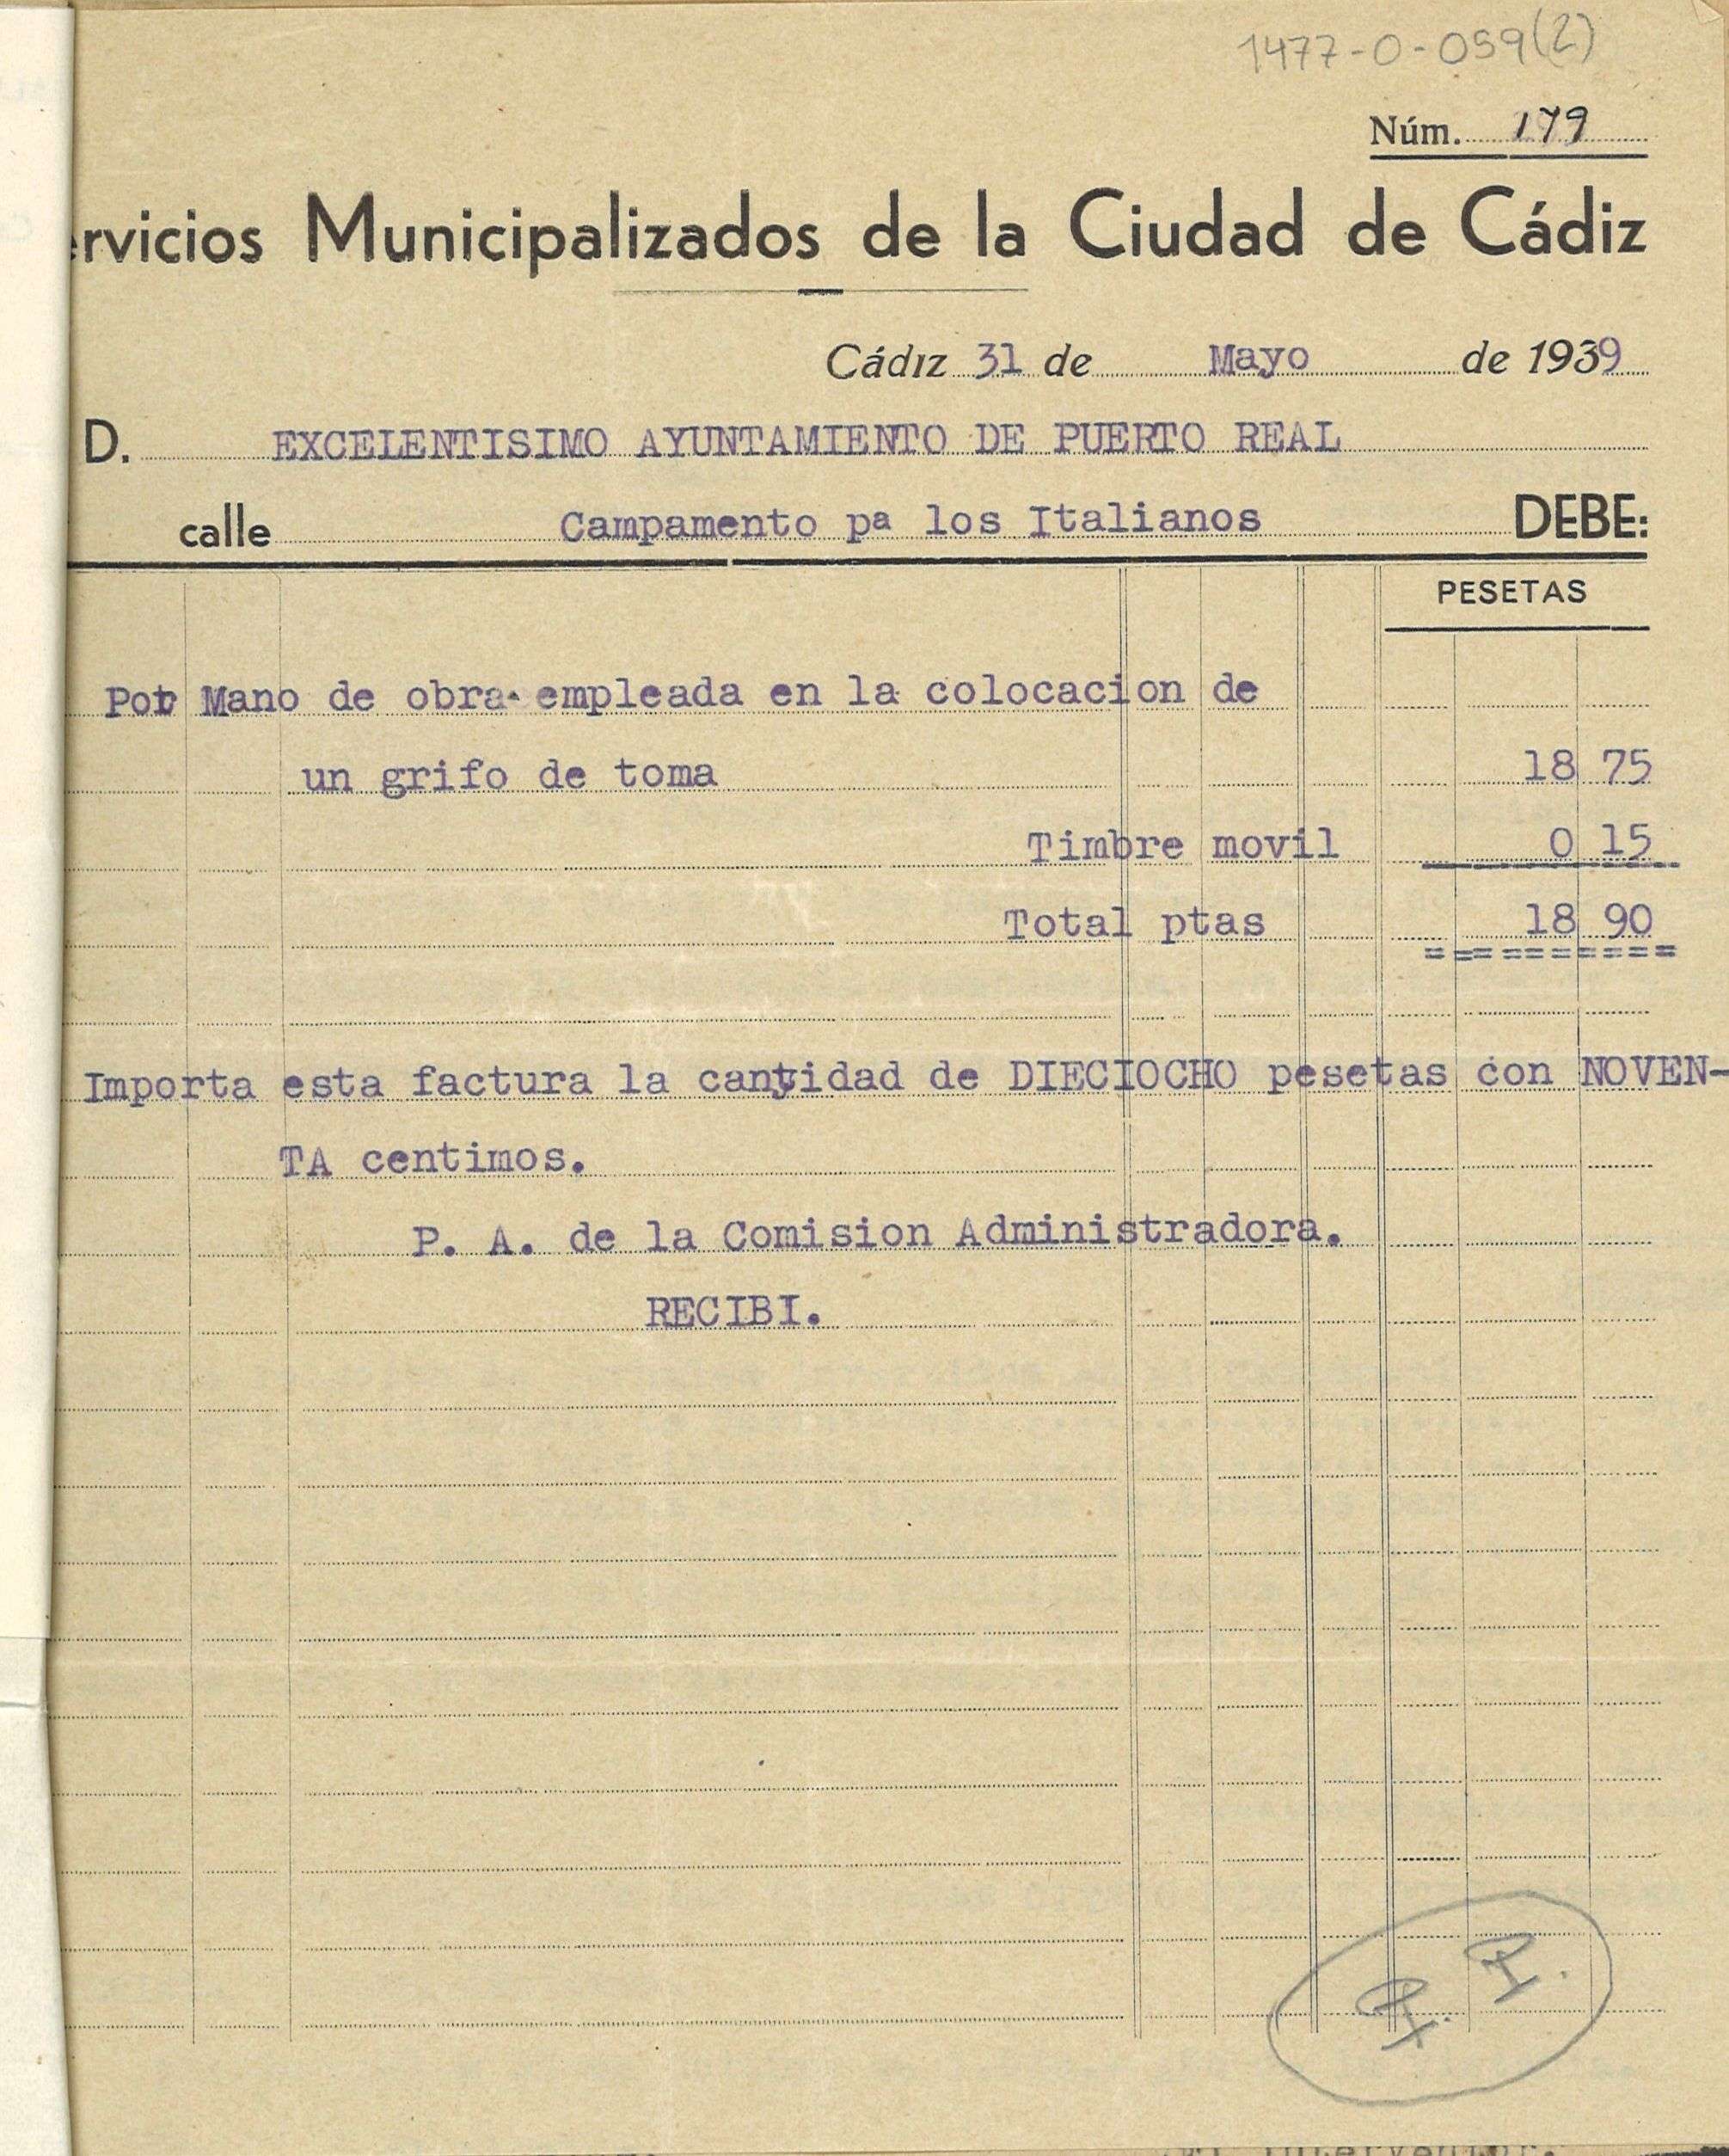 1477-0-059(2)
Núm. 179
ervicios Municipalizados de la Ciudad de Cádiz
Cádiz 31 de Mayo de 1939
D. EXCELENTISIMO AYUNTAMIENTO DE PUERTO REAL
calle Campamento pa los Italianos DEBE:
PESETAS
Por Mano de obra empleada en la colocacion de
un grifo de toma 18 75
Timbre movil 0 15
Total ptas 18 90
==========
Importa esta factura la cantidad de DIECIOCHO pesetas con NOVEN-
TA centimos.
P. A. de la Comision Administradora.
RECIBI.
El Interventor.